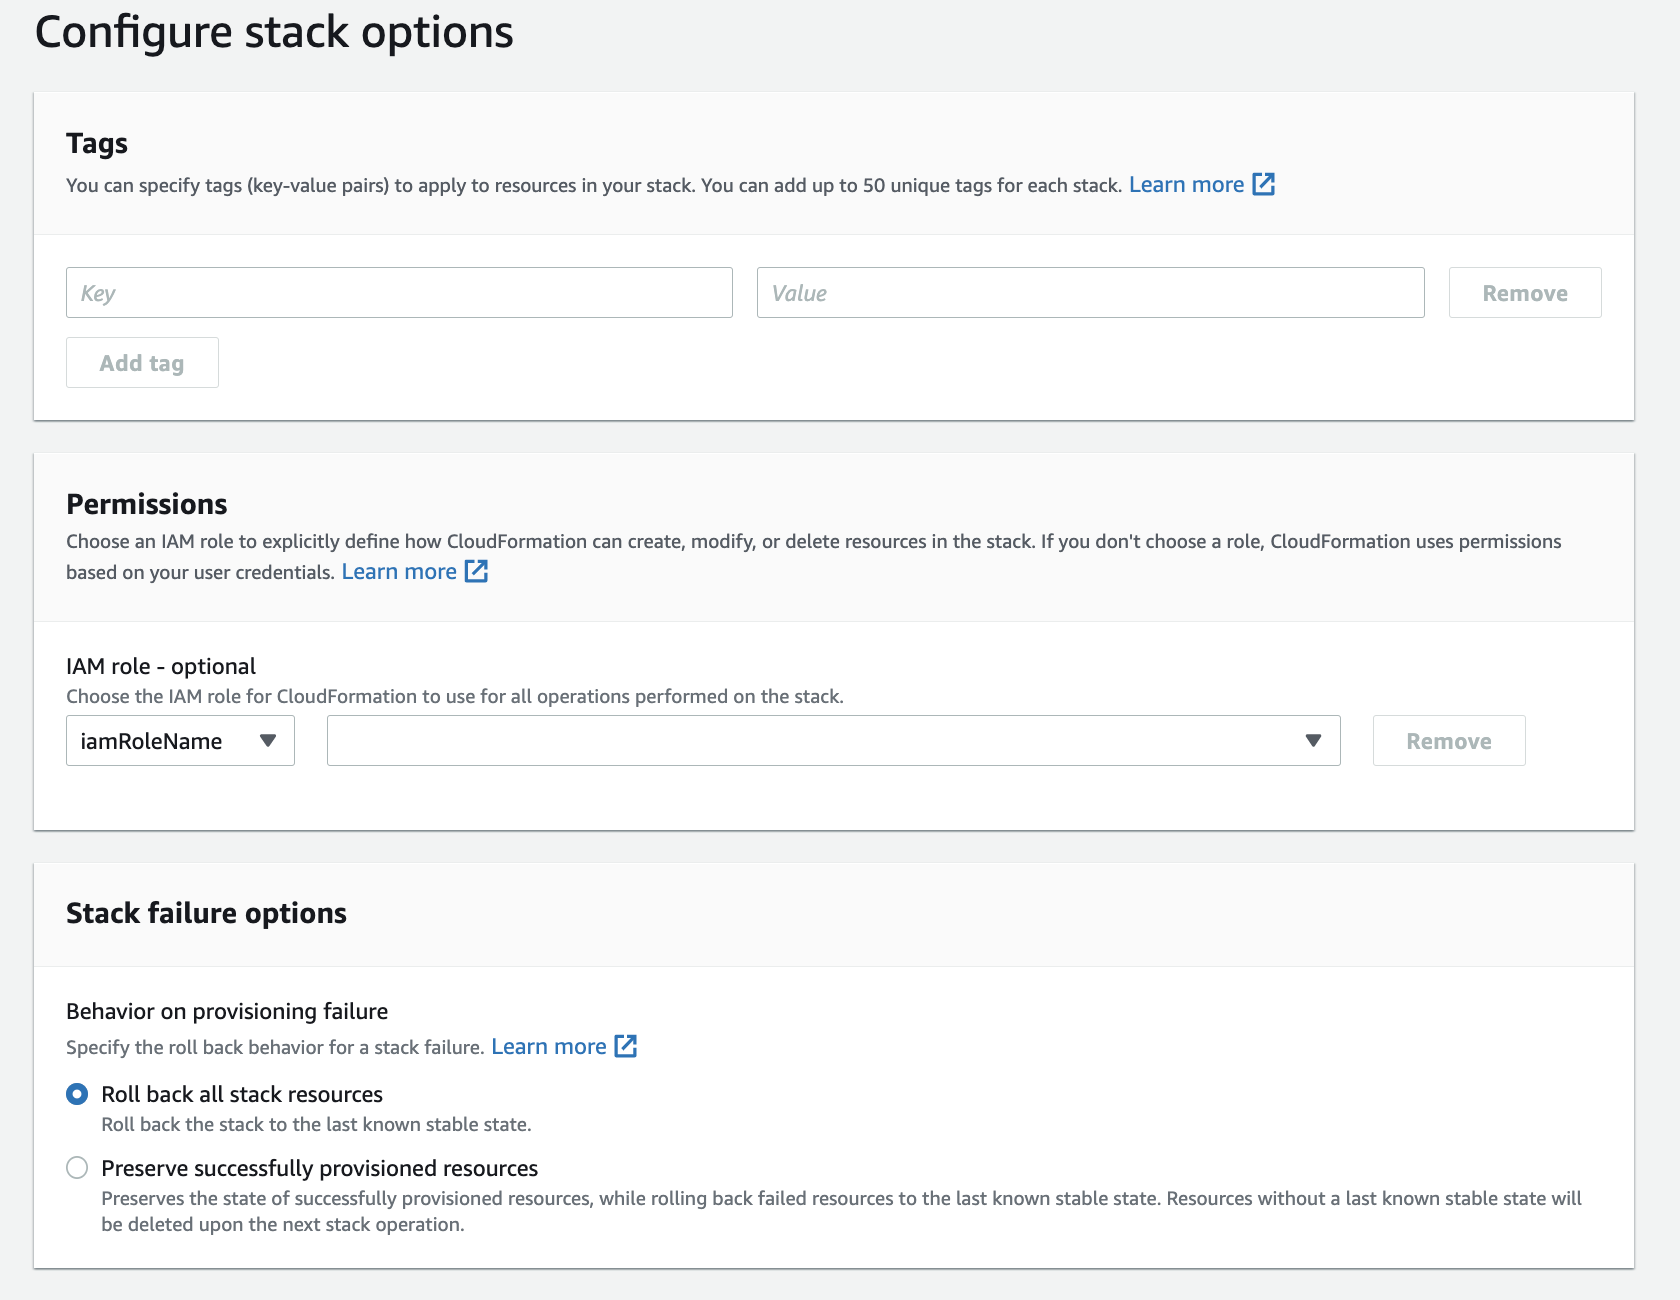 Configure stack options
Tags
You can specify tags (key-value pairs) to apply to resources in your stack. You can add up to 50 unique tags for each stack. Learn more
Key
Value
Remove
Add tag
Permissions
Choose an IAM role to explicitly define how CloudFormation can create, modify, or delete resources in the stack. If you don't choose a role, CloudFormation uses permissions
based on your user credentials. Learn more
IAM role - optional
Choose the IAM role for CloudFormation to use for all operations performed on the stack.
iamRoleName
Remove
Stack failure options
Behavior on provisioning failure
Specify the roll back behavior for a stack failure. Learn more
Roll back all stack resources
Roll back the stack to the last known stable state.
Preserve successfully provisioned resources
Preserves the state of successfully provisioned resources, while rolling back failed resources to the last known stable state. Resources without a last known stable state will
be deleted upon the next stack operation.